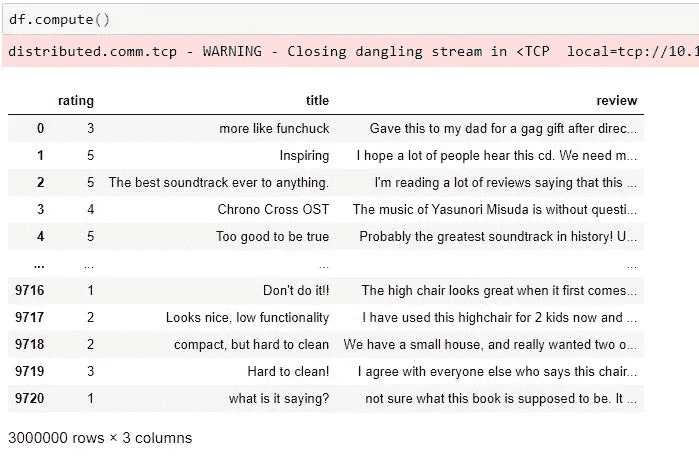 df.compute()
distributed.comm.tcp - WARNING - Closing dangling stream in <TCP  local=tcp://10.1
rating title review
0 3 more like funchuck Gave this to my dad for a gag gift after direc...
1 5 Inspiring I hope a lot of people hear this cd. We need m...
2 5 The best soundtrack ever to anything. I'm reading a lot of reviews saying that this ...
3 4 Chrono Cross OST The music of Yasunori Misuda is without questi...
4 5 Too good to be true Probably the greatest soundtrack in history! U...
... ... ... ...
9716 1 Don't do it!! The high chair looks great when it first comes...
9717 2 Looks nice, low functionality I have used this highchair for 2 kids now and ...
9718 2 compact, but hard to clean We have a small house, and really wanted two o...
9719 3 Hard to clean! I agree with everyone else who says this chair...
9720 1 what is it saying? not sure what this book is supposed to be. It ...
3000000 rows × 3 columns